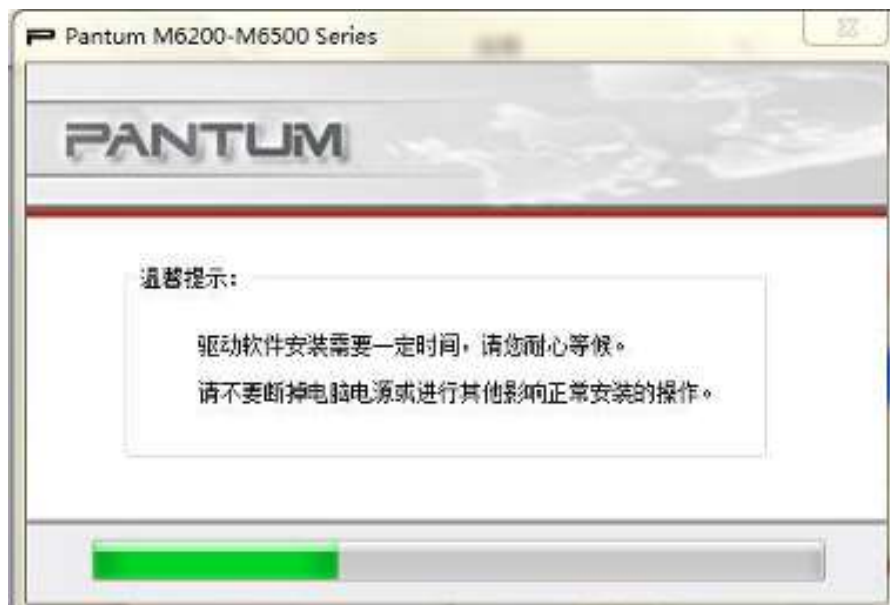 Pantum M6200-M6500 Series
PANTUM
温馨提示：
驱动软件安装需要一定时间，请您耐心等候。
请不要断掉电脑电源或进行其他影响正常安装的操作。